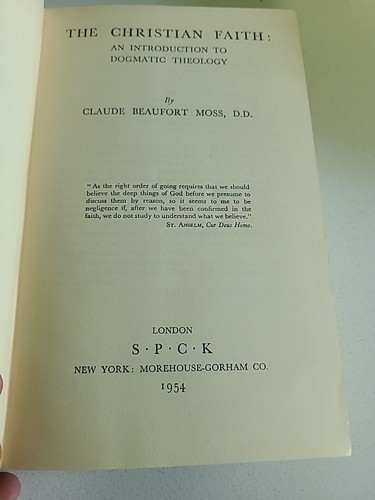 THE CHRISTIAN FAITH:
AN INTRODUCTION TO
DOGMATIC THEOLOGY
By
CLAUDE BEAUFORT MOSS, D.D.
"As the right order of going requires that we should
believe the deep things of God before we presume to
discuss them by reason, so it seems to me to be
negligence if, after we have been confirmed in the
faith, we do not study to understand what we believe."
ST. ANSELM, Cur Deus Homo.
LONDON
S·P·C·K
NEW YORK: MOREHOUSE-GORHAM CO.
1954